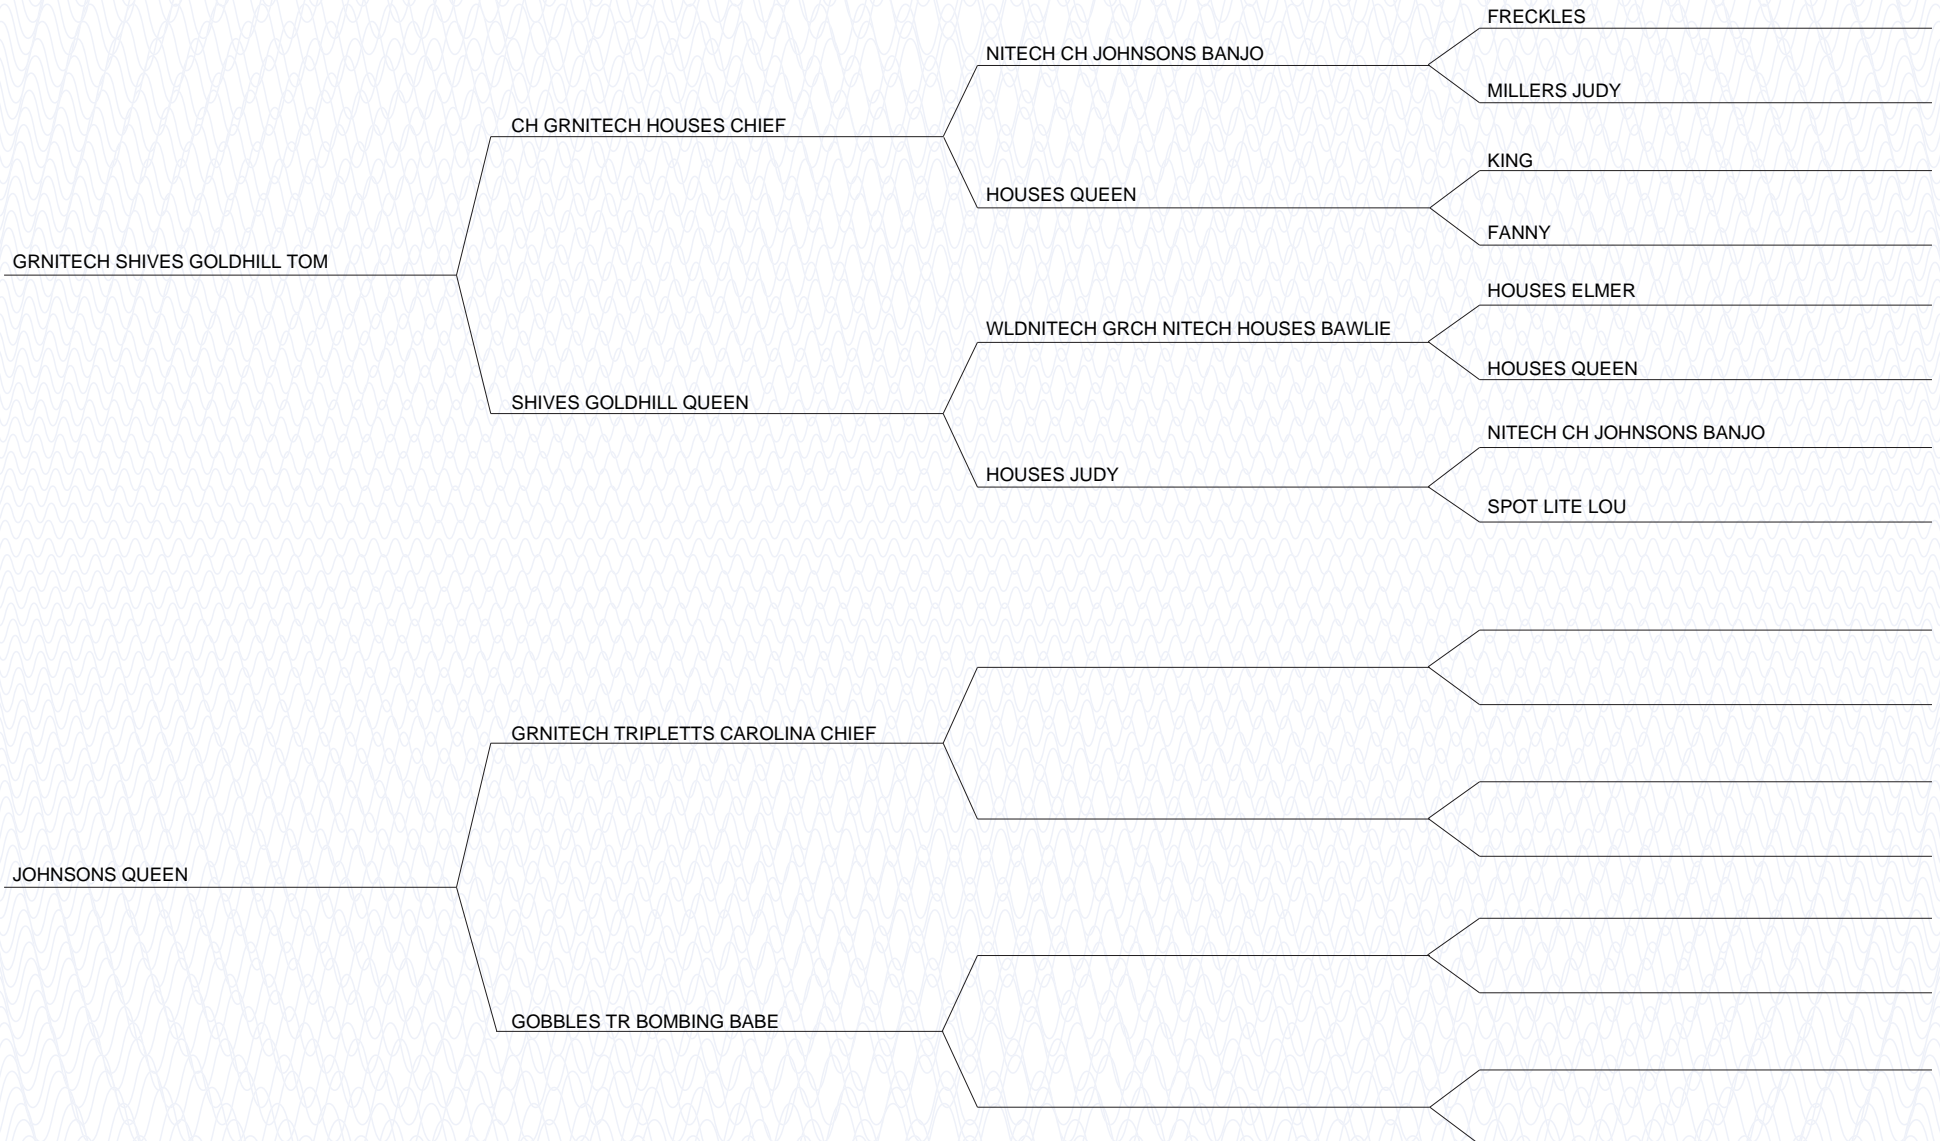 FRECKLES
NITECH CH JOHNSONS BANJO
MILLERS JUDY
CH GRNITECH HOUSES CHIEF
KING
HOUSES QUEEN
FANNY
GRNITECH SHIVES GOLDHILL TOM
HOUSES ELMER
WLDNITECH GRCH NITECH HOUSES BAWLIE
HOUSES QUEEN
SHIVES GOLDHILL QUEEN
NITECH CH JOHNSONS BANJO
HOUSES JUDY
SPOT LITE LOU
GRNITECH TRIPLETTS CAROLINA CHIEF
JOHNSONS QUEEN
GOBBLES TR BOMBING BABE